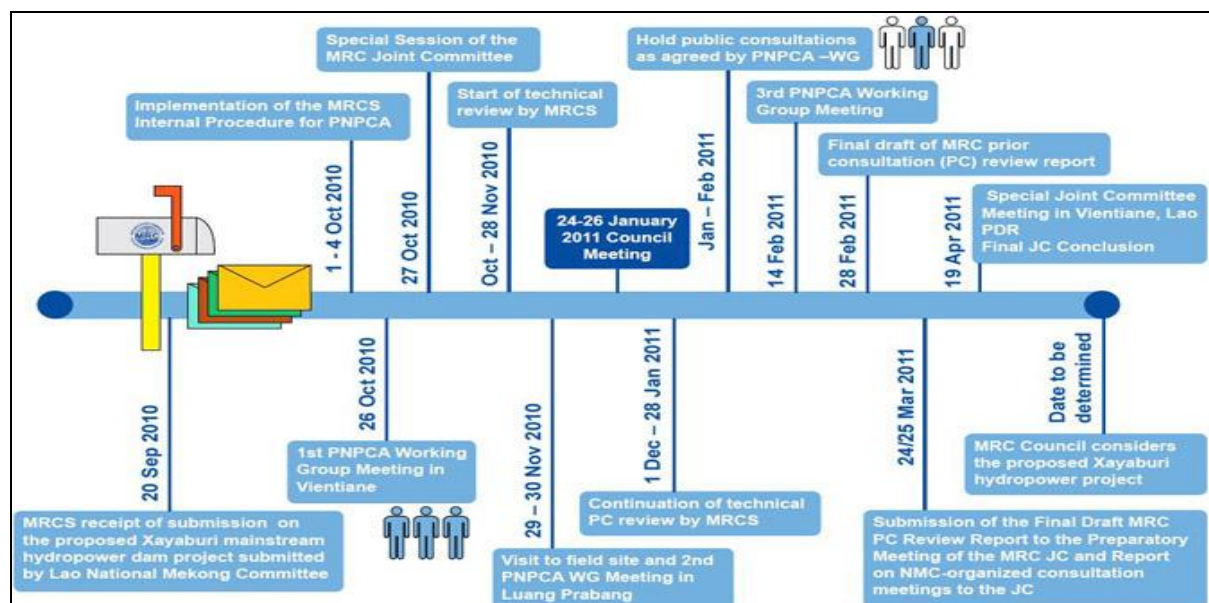 Special Session of the
MRC Joint Committee
Hold public consultations
as agreed by PNPCA –WG
Implementation of the MRCS
Internal Procedure for PNPCA
Start of technical
review by MRCS
3rd PNPCA Working
Group Meeting
Final draft of MRC prior
consultation (PC) review report
24-26 January
2011 Council
Meeting
Special Joint Committee
Meeting in Vientiane, Lao
PDR
Final JC Conclusion
MRC
1 - 4 Oct 2010
27 Oct 2010
Oct – 28 Nov 2010
Jan – Feb 2011
14 Feb 2011
28 Feb 2011
19 Apr 2011
20 Sep 2010
26 Oct 2010
29 – 30 Nov 2010
1 Dec – 28 Jan 2011
24/25 Mar 2011
Date to be
determined
1st PNPCA Working
Group Meeting in
Vientiane
MRC Council considers
the proposed Xayaburi
hydropower project
Continuation of technical
PC review by MRCS
MRCS receipt of submission on
the proposed Xayaburi mainstream
hydropower dam project submitted
by Lao National Mekong Committee
Visit to field site and 2nd
PNPCA WG Meeting in
Luang Prabang
Submission of the Final Draft MRC
PC Review Report to the Preparatory
Meeting of the MRC JC and Report
on NMC-organized consultation
meetings to the JC